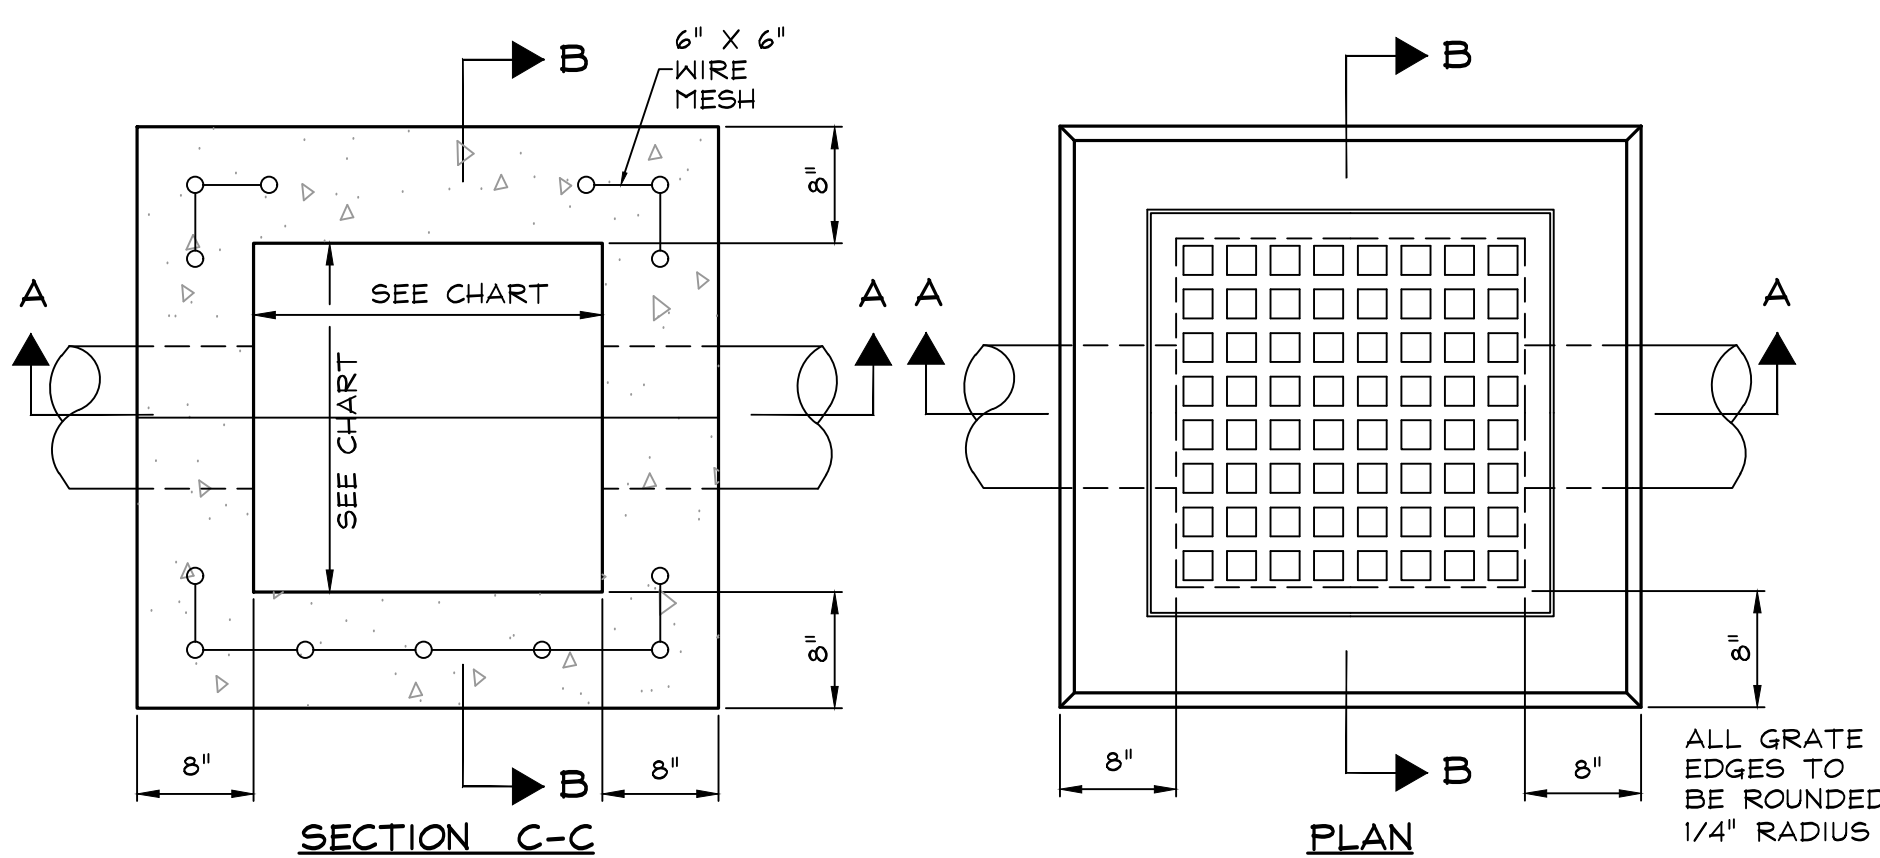 B
6" X 6"
WIRE
MESH
8"
A
A
SEE CHART
SEE CHART
8"
8"
8"
B
SECTION C-C
B
A
A
8"
8"
8"
B
PLAN
ALL GRATE
EDGES TO
BE ROUNDED
1/4" RADIUS